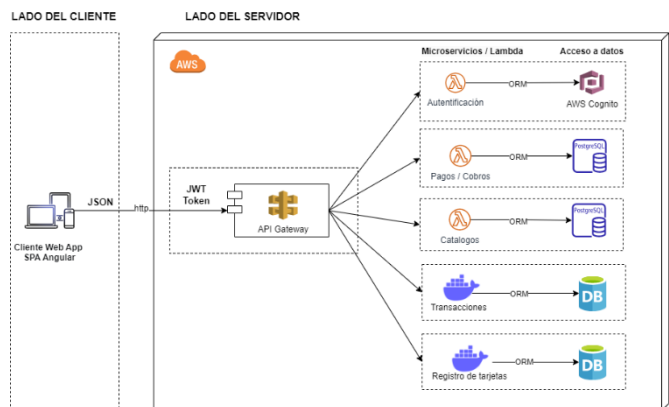 LADO DEL CLIENTE
LADO DEL SERVIDOR
AWS
Microservicios / Lambda
Acceso a datos
ORM
Autentificación
AWS Cognito
PostgreSQL
ORM
Pagos / Cobros
JWT
Token
JSON
http
API Gateway
PostgreSQL
ORM
Catalogos
Cliente Web App
SPA Angular
ORM
DB
Transacciones
ORM
DB
Registro de tarjetas